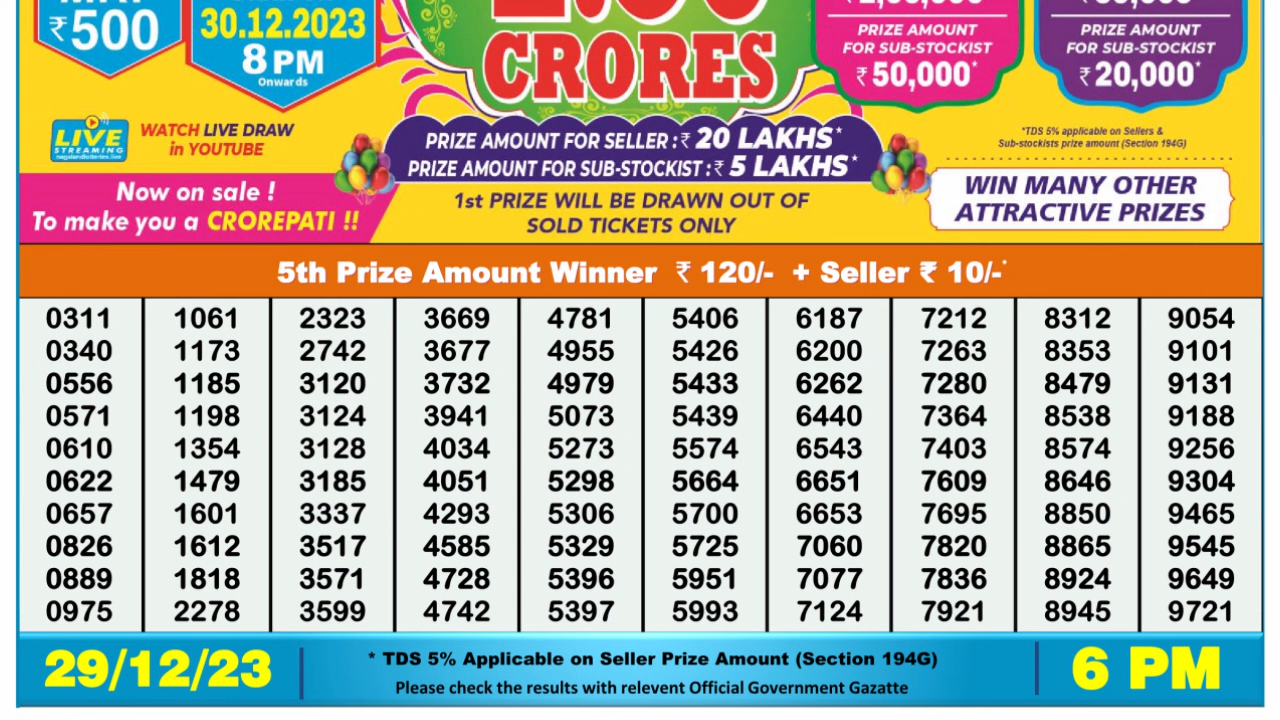 ₹500
30.12.2023
8 PM
Onwards
CRORES
PRIZE AMOUNT
FOR SUB-STOCKIST
₹50,000*
PRIZE AMOUNT
FOR SUB-STOCKIST
₹20,000*
LIVE
STREAMING
nagalandlotteries.live
WATCH LIVE DRAW
in YOUTUBE
PRIZE AMOUNT FOR SELLER :₹ 20 LAKHS*
PRIZE AMOUNT FOR SUB-STOCKIST :₹ 5 LAKHS*
*TDS 5% applicable on Sellers &
Sub-stockists prize amount (Section 194G)
Now on sale !
To make you a CROREPATI !!
1st PRIZE WILL BE DRAWN OUT OF
SOLD TICKETS ONLY
WIN MANY OTHER
ATTRACTIVE PRIZES
5th Prize Amount Winner ₹ 120/- + Seller ₹ 10/-*
0311 1061 2323 3669 4781 5406 6187 7212 8312 9054
0340 1173 2742 3677 4955 5426 6200 7263 8353 9101
0556 1185 3120 3732 4979 5433 6262 7280 8479 9131
0571 1198 3124 3941 5073 5439 6440 7364 8538 9188
0610 1354 3128 4034 5273 5574 6543 7403 8574 9256
0622 1479 3185 4051 5298 5664 6651 7609 8646 9304
0657 1601 3337 4293 5306 5700 6653 7695 8850 9465
0826 1612 3517 4585 5329 5725 7060 7820 8865 9545
0889 1818 3571 4728 5396 5951 7077 7836 8924 9649
0975 2278 3599 4742 5397 5993 7124 7921 8945 9721
29/12/23
* TDS 5% Applicable on Seller Prize Amount (Section 194G)
Please check the results with relevent Official Government Gazatte
6 PM